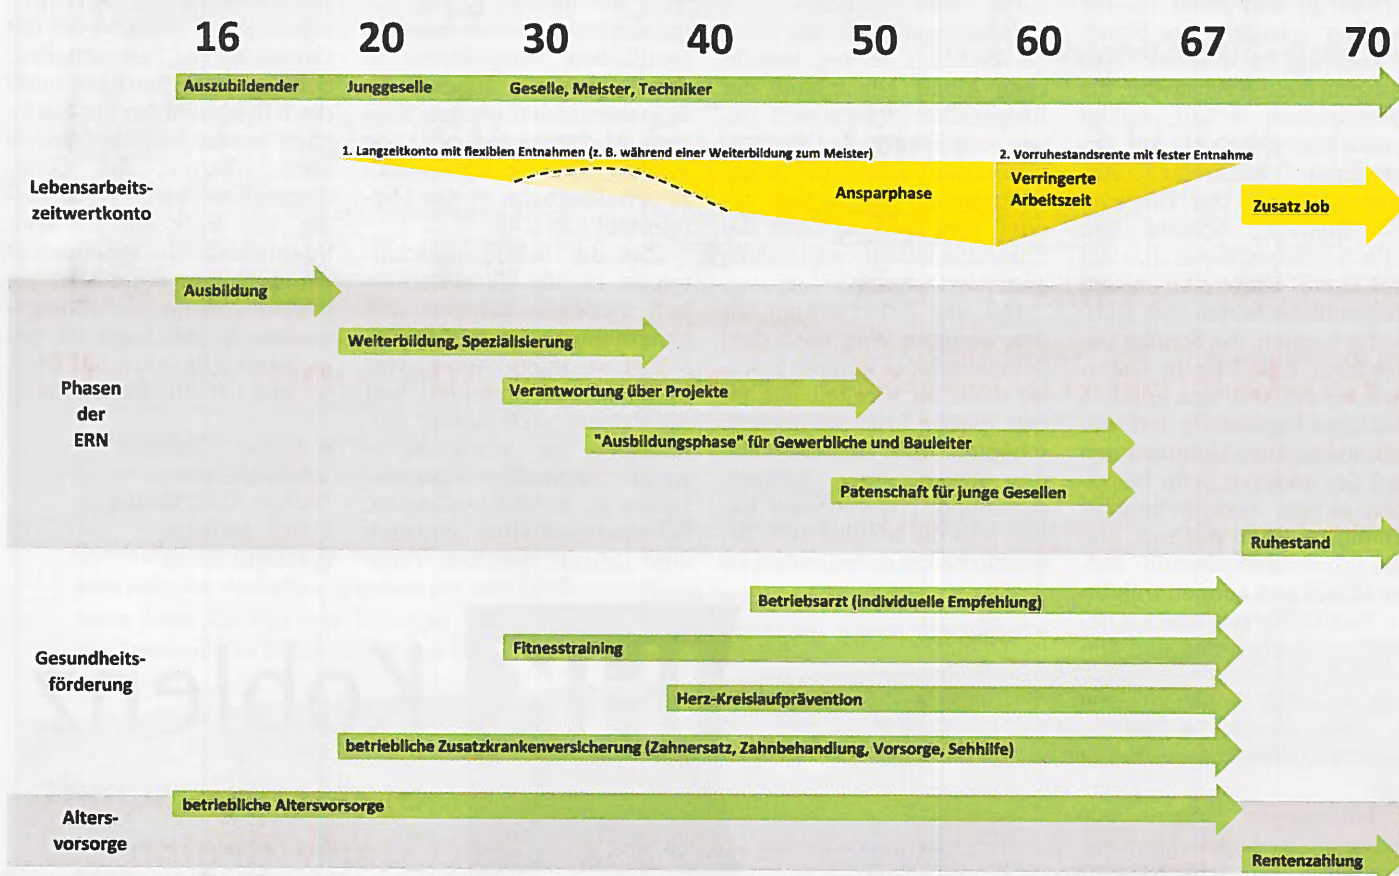 16 20 30 40 50 60 67 70
Auszubildender Junggeselle Geselle, Meister, Techniker
1. Langzeitkonto mit flexiblen Entnahmen (z. B. während einer Weiterbildung zum Meister) 2. Vorruhestandsrente mit fester Entnahme
Lebensarbeits-
zeitwertkonto
Ansparphase
Verringerte
Arbeitszeit
Zusatz Job
Ausbildung
Weiterbildung, Spezialisierung
Phasen
der
ERN
Verantwortung über Projekte
"Ausbildungsphase" für Gewerbliche und Bauleiter
Patenschaft für junge Gesellen
Ruhestand
Betriebsarzt (individuelle Empfehlung)
Gesundheits-
förderung
Fitnesstraining
Herz-Kreislaufprävention
betriebliche Zusatzkrankenversicherung (Zahnersatz, Zahnbehandlung, Vorsorge, Sehhilfe)
Alters-
vorsorge
betriebliche Altersvorsorge
Rentenzahlung
Koblenz